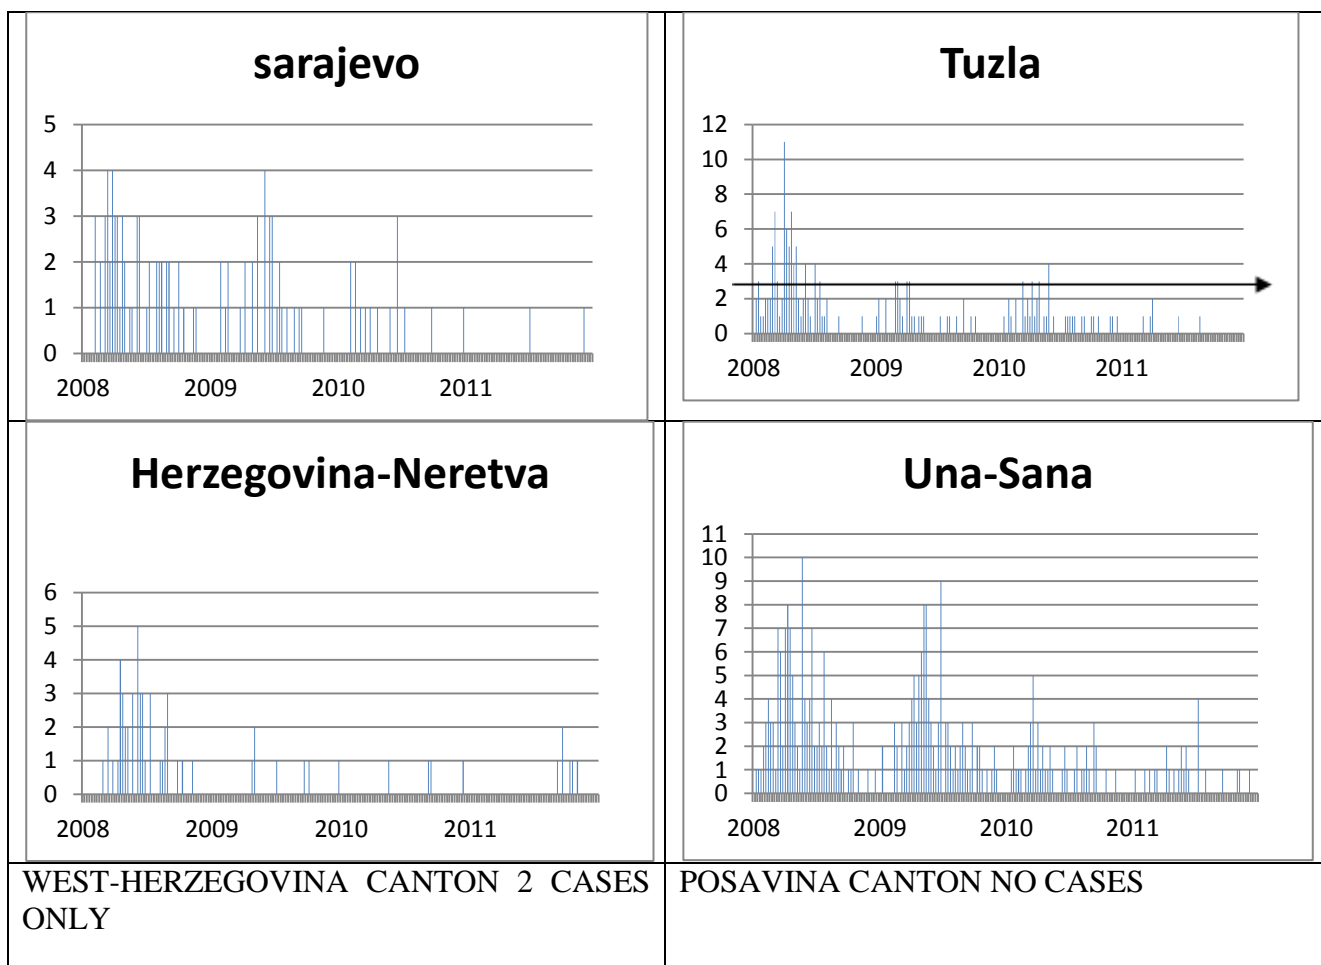 sarajevo
5
4
3
2
1
0
2008 2009 2010 2011
Tuzla
12
10
8
6
4
2
0
2008 2009 2010 2011
Herzegovina-Neretva
6
5
4
3
2
1
0
2008 2009 2010 2011
Una-Sana
11
10
9
8
7
6
5
4
3
2
1
0
2008 2009 2010 2011
WEST-HERZEGOVINA CANTON 2 CASES
ONLY
POSAVINA CANTON NO CASES